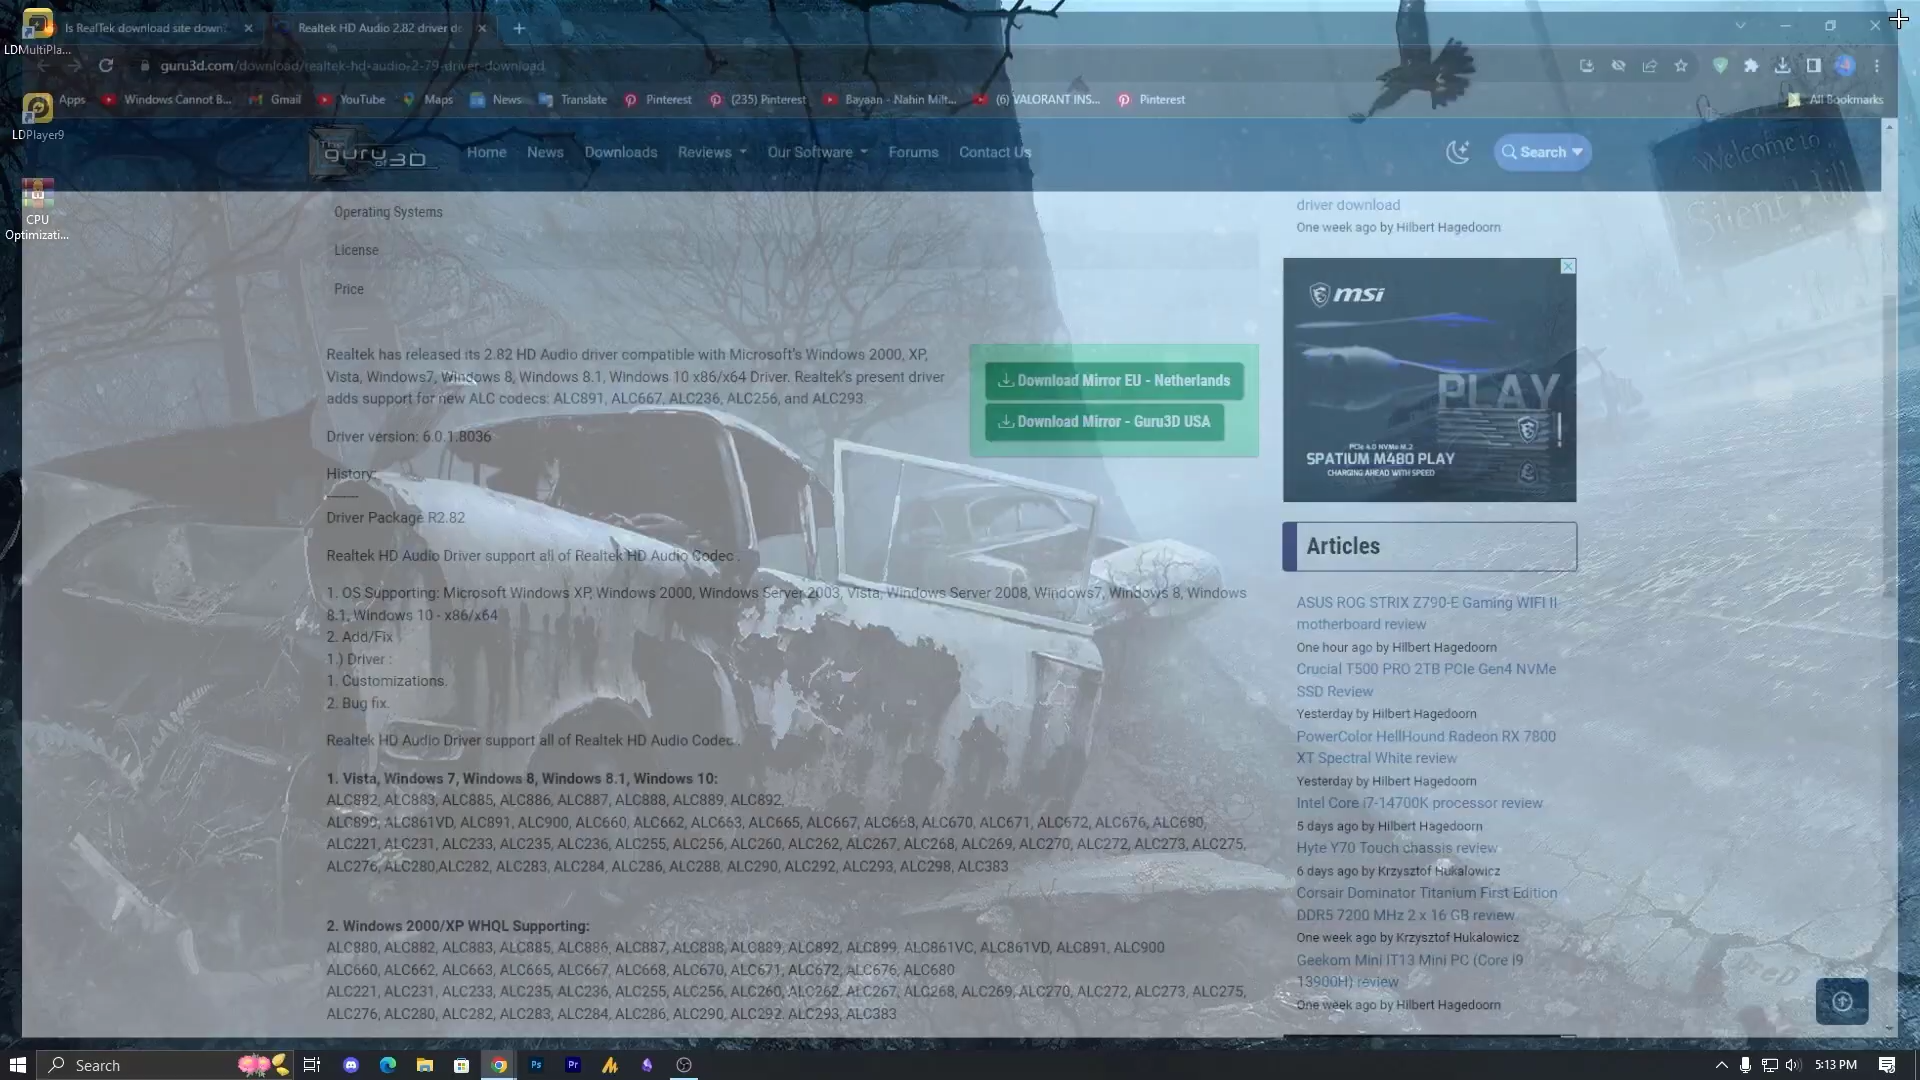 Is RealTek download site down?
Realtek HD Audio 2.82 driver do
LDMultiPla...
guru3d.com/download/realtek-hd-audio-2-79-driver-download
Apps
Windows Cannot B...
Gmail
YouTube
Maps
News
Translate
Pinterest
(235) Pinterest
Bayaan - Nahin Milt...
(6) VALORANT INS...
Pinterest
All Bookmarks
LDPlayer9
The
guru of 3D
Home
News
Downloads
Reviews
Our Software
Forums
Contact Us
Search
Welcome to
Silent Hill
CPU
Optimizati...
Operating Systems
License
Price
driver download
One week ago by Hilbert Hagedoorn
msi
PLAY
PCIe 4.0 NVMe M.2
SPATIUM M480 PLAY
CHARGING AHEAD WITH SPEED
Realtek has released its 2.82 HD Audio driver compatible with Microsoft's Windows 2000, XP,
Vista, Windows7, Windows 8, Windows 8.1, Windows 10 x86/x64 Driver. Realtek's present driver
adds support for new ALC codecs: ALC891, ALC667, ALC236, ALC256, and ALC293.
Download Mirror EU - Netherlands
Download Mirror - Guru3D USA
Driver version: 6.0.1.8036
History:
--------
Driver Package R2.82
Realtek HD Audio Driver support all of Realtek HD Audio Codec .
1. OS Supporting: Microsoft Windows XP, Windows 2000, Windows Server 2003, Vista, Windows Server 2008, Windows7, Windows 8, Windows
8.1, Windows 10 - x86/x64
2. Add/Fix
1.) Driver :
1. Customizations.
2. Bug fix.
Realtek HD Audio Driver support all of Realtek HD Audio Codec .
1. Vista, Windows 7, Windows 8, Windows 8.1, Windows 10:
ALC882, ALC883, ALC885, ALC886, ALC887, ALC888, ALC889, ALC892,
ALC899, ALC861VD, ALC891, ALC900, ALC660, ALC662, ALC663, ALC665, ALC667, ALC668, ALC670, ALC671, ALC672, ALC676, ALC680,
ALC221, ALC231, ALC233, ALC235, ALC236, ALC255, ALC256, ALC260, ALC262, ALC267, ALC268, ALC269, ALC270, ALC272, ALC273, ALC275,
ALC276, ALC280,ALC282, ALC283, ALC284, ALC286, ALC288, ALC290, ALC292, ALC293, ALC298, ALC383
2. Windows 2000/XP WHQL Supporting:
ALC880, ALC882, ALC883, ALC885, ALC886, ALC887, ALC888, ALC889, ALC892, ALC899, ALC861VC, ALC861VD, ALC891, ALC900
ALC660, ALC662, ALC663, ALC665, ALC667, ALC668, ALC670, ALC671, ALC672, ALC676, ALC680
ALC221, ALC231, ALC233, ALC235, ALC236, ALC255, ALC256, ALC260, ALC262, ALC267, ALC268, ALC269, ALC270, ALC272, ALC273, ALC275,
ALC276, ALC280, ALC282, ALC283, ALC284, ALC286, ALC290, ALC292, ALC293, ALC383
Articles
ASUS ROG STRIX Z790-E Gaming WIFI II
motherboard review
One hour ago by Hilbert Hagedoorn
Crucial T500 PRO 2TB PCIe Gen4 NVMe
SSD Review
Yesterday by Hilbert Hagedoorn
PowerColor HellHound Radeon RX 7800
XT Spectral White review
Yesterday by Hilbert Hagedoorn
Intel Core i7-14700K processor review
5 days ago by Hilbert Hagedoorn
Hyte Y70 Touch chassis review
6 days ago by Krzysztof Hukalowicz
Corsair Dominator Titanium First Edition
DDR5 7200 MHz 2 x 16 GB review
One week ago by Krzysztof Hukalowicz
Geekom Mini IT13 Mini PC (Core i9
13900H) review
One week ago by Hilbert Hagedoorn
Search
Ps
Pr
5:13 PM